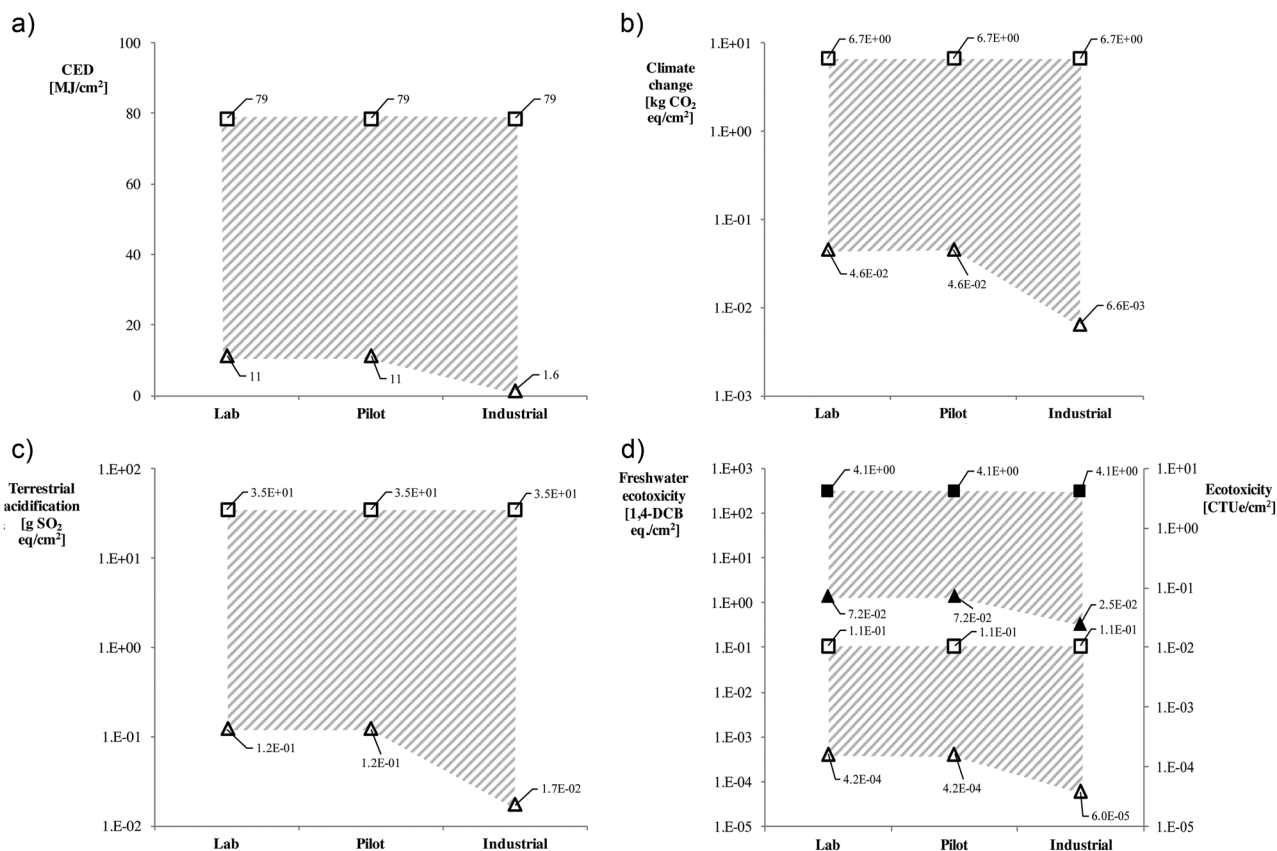 a)
CED
[MJ/cm²]
100
80
60
40
20
0
79
79
79
11
11
1.6
Lab
Pilot
Industrial
b)
Climate
change
[kg CO₂
eq/cm²]
1.E+01
1.E+00
1.E-01
1.E-02
1.E-03
6.7E+00
6.7E+00
6.7E+00
4.6E-02
4.6E-02
6.6E-03
Lab
Pilot
Industrial
c)
Terrestrial
acidification
[g SO₂
eq/cm²]
1.E+02
1.E+01
1.E+00
1.E-01
1.E-02
3.5E+01
3.5E+01
3.5E+01
1.2E-01
1.2E-01
1.7E-02
Lab
Pilot
Industrial
d)
Freshwater
ecotoxicity
[1,4-DCB
eq./cm²]
1.E+03
1.E+02
1.E+01
1.E+00
1.E-01
1.E-02
1.E-03
1.E-04
1.E-05
4.1E+00
4.1E+00
4.1E+00
7.2E-02
7.2E-02
2.5E-02
1.1E-01
1.1E-01
1.1E-01
4.2E-04
4.2E-04
6.0E-05
Lab
Pilot
Industrial
Ecotoxicity
[CTUe/cm²]
1.E+01
1.E+00
1.E-01
1.E-02
1.E-03
1.E-04
1.E-05